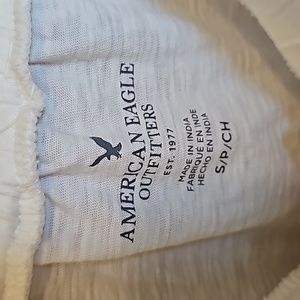 AMERICAN EAGLE
OUTFITTERS
EST. 1977
MADE IN INDIA
FABRIQUÉ EN INDE
HECHO EN INDIA
S/P/CH